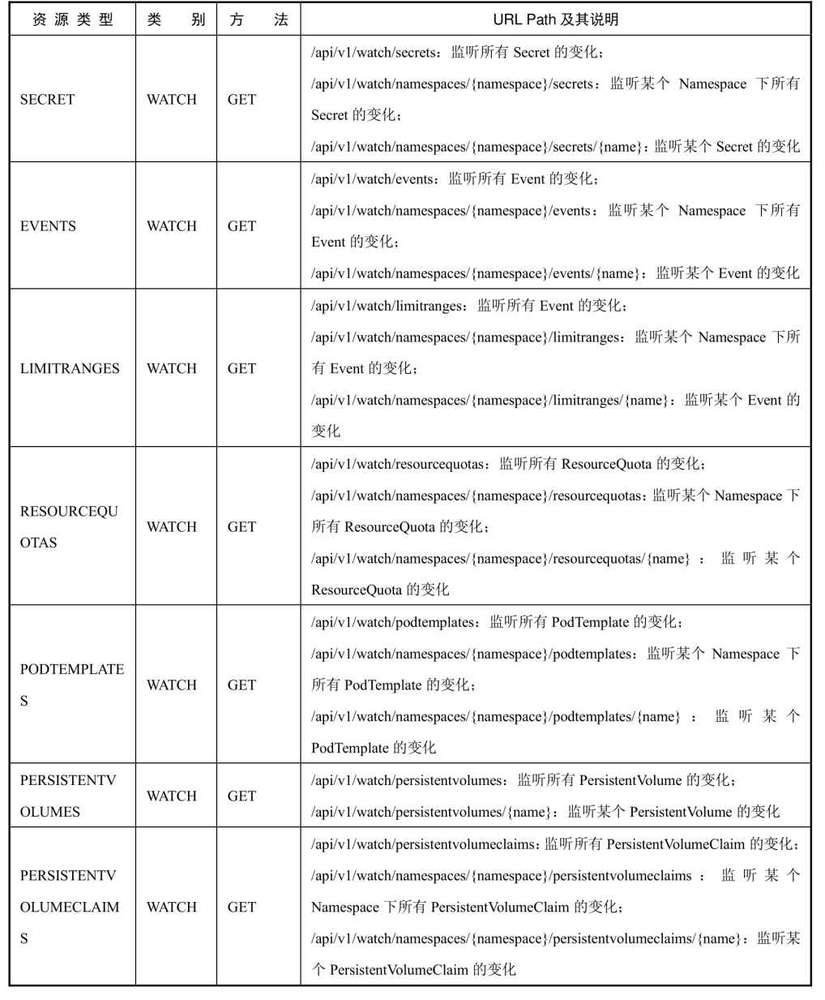 资源类型 类别 方法 URL Path 及其说明
SECRET WATCH GET
/api/v1/watch/secrets：监听所有 Secret 的变化；
/api/v1/watch/namespaces/{namespace}/secrets：监听某个 Namespace 下所有
Secret 的变化；
/api/v1/watch/namespaces/{namespace}/secrets/{name}：监听某个 Secret 的变化
EVENTS WATCH GET
/api/v1/watch/events：监听所有 Event 的变化；
/api/v1/watch/namespaces/{namespace}/events：监听某个 Namespace 下所有
Event 的变化；
/api/v1/watch/namespaces/{namespace}/events/{name}：监听某个 Event 的变化
LIMITRANGES WATCH GET
/api/v1/watch/limitranges：监听所有 Event 的变化；
/api/v1/watch/namespaces/{namespace}/limitranges：监听某个 Namespace 下所
有 Event 的变化；
/api/v1/watch/namespaces/{namespace}/limitranges/{name}：监听某个 Event 的
变化
RESOURCEQU
OTAS
WATCH GET
/api/v1/watch/resourcequotas：监听所有 ResourceQuota 的变化；
/api/v1/watch/namespaces/{namespace}/resourcequotas：监听某个 Namespace 下
所有 ResourceQuota 的变化；
/api/v1/watch/namespaces/{namespace}/resourcequotas/{name}：监听某个
ResourceQuota 的变化
PODTEMPLATE
S
WATCH GET
/api/v1/watch/podtemplates：监听所有 PodTemplate 的变化；
/api/v1/watch/namespaces/{namespace}/podtemplates：监听某个 Namespace 下
所有 PodTemplate 的变化；
/api/v1/watch/namespaces/{namespace}/podtemplates/{name}：监听某个
PodTemplate 的变化
PERSISTENTV
OLUMES
WATCH GET
/api/v1/watch/persistentvolumes：监听所有 PersistentVolume 的变化；
/api/v1/watch/persistentvolumes/{name}：监听某个 PersistentVolume 的变化
PERSISTENTV
OLUMECLAIM
S
WATCH GET
/api/v1/watch/persistentvolumeclaims：监听所有 PersistentVolumeClaim 的变化；
/api/v1/watch/namespaces/{namespace}/persistentvolumeclaims：监听某个
Namespace 下所有 PersistentVolumeClaim 的变化；
/api/v1/watch/namespaces/{namespace}/persistentvolumeclaims/{name}：监听某
个 PersistentVolumeClaim 的变化